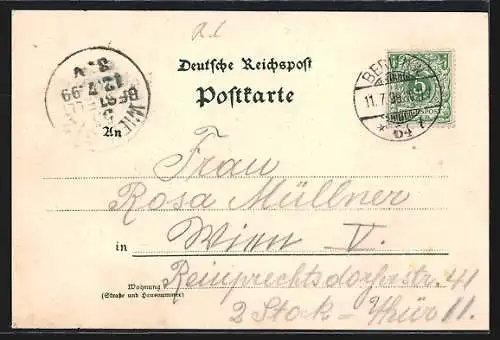 Deutsche Reichspost
Postkarte
12.7.99
An
11.7.99
Frau
Rosa Müllner
in Wien V.
Wohnung
(Straße und Hausnummer)
Reinprechtsdorferstr. 41
2 Stock – Thür 11.